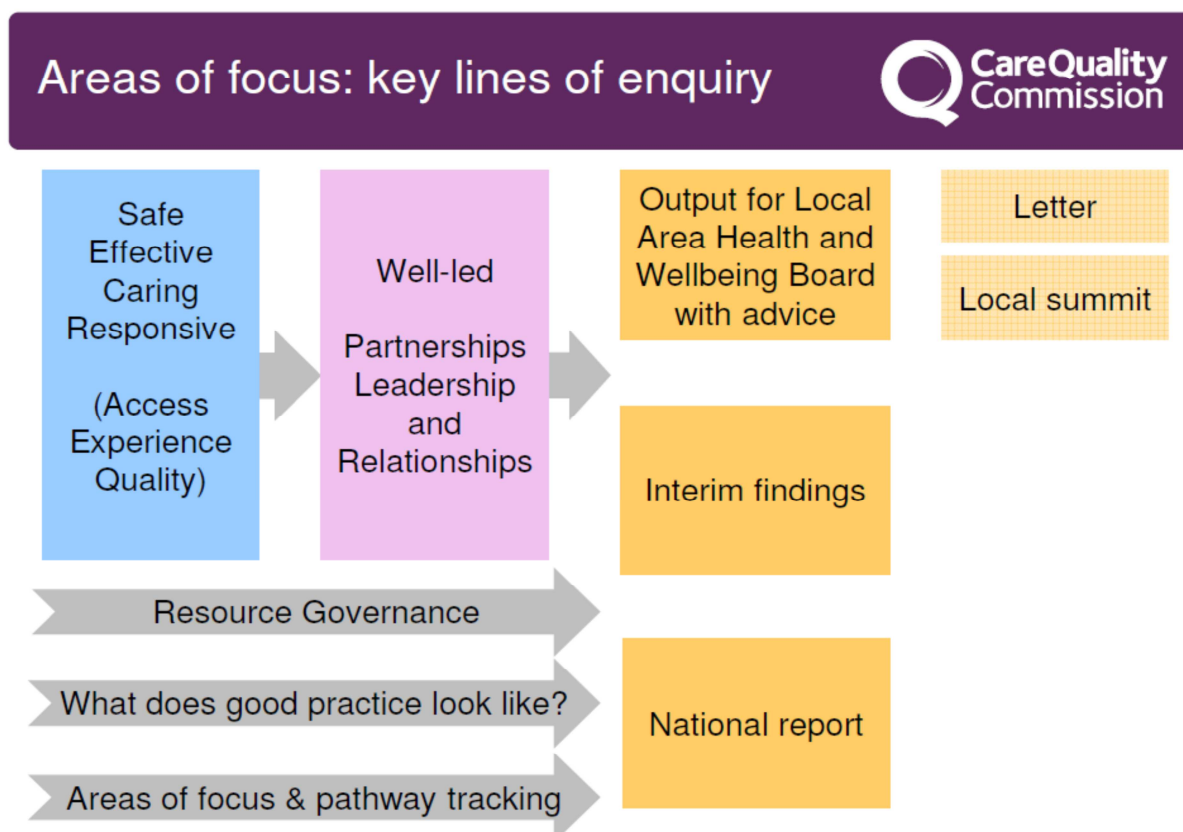 Areas of focus: key lines of enquiry
CareQuality
Commission
Safe
Effective
Caring
Responsive
(Access
Experience
Quality)
Well-led
Partnerships
Leadership
and
Relationships
Output for Local
Area Health and
Wellbeing Board
with advice
Letter
Local summit
Interim findings
National report
Resource Governance
What does good practice look like?
Areas of focus & pathway tracking